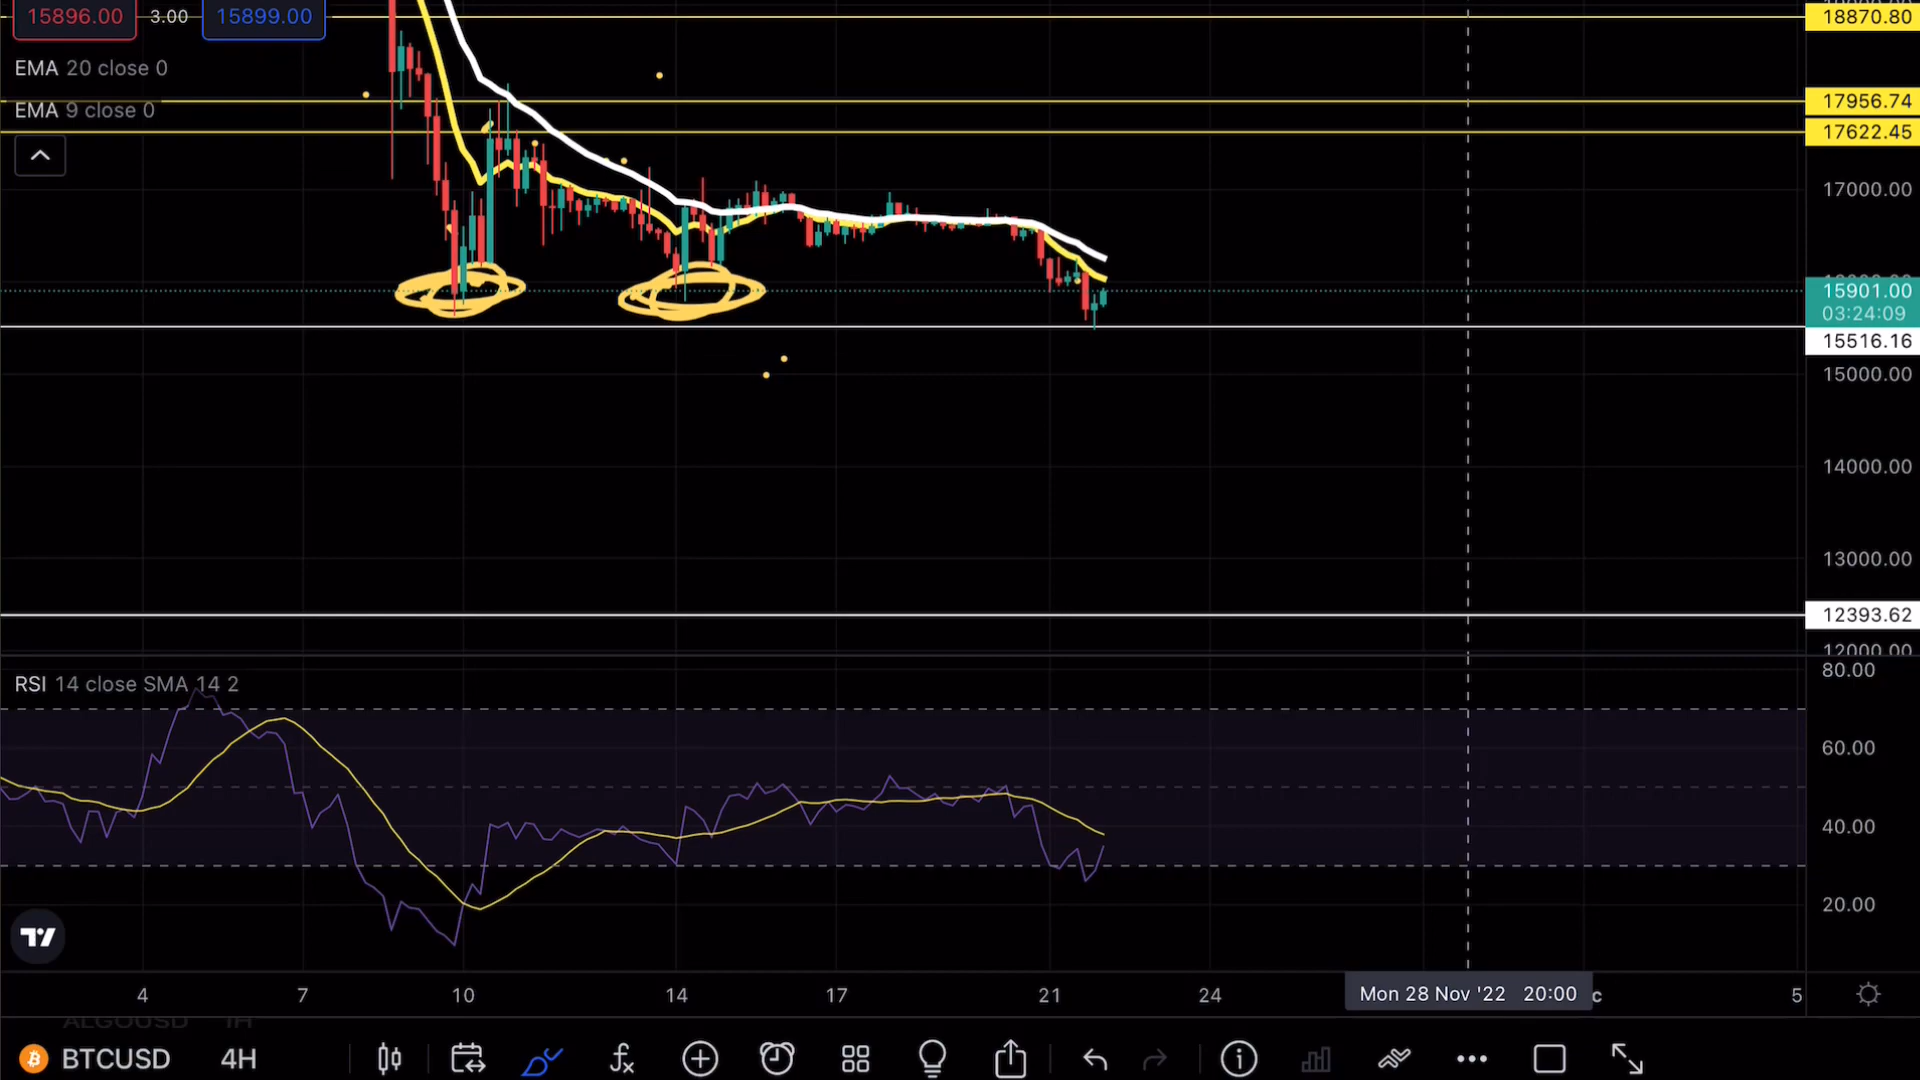 15896.00 3.00 15899.00
18870.80
EMA 20 close 0
17956.74
EMA 9 close 0
17622.45
17000.00
15901.00
03:24:09
15516.16
15000.00
14000.00
13000.00
12393.62
12000.00
80.00
RSI 14 close SMA 14 2
60.00
40.00
20.00
4 7 10 14 17 21 24 Mon 28 Nov '22 20:00 c 5
ALGOUSD 1H
BTCUSD 4H